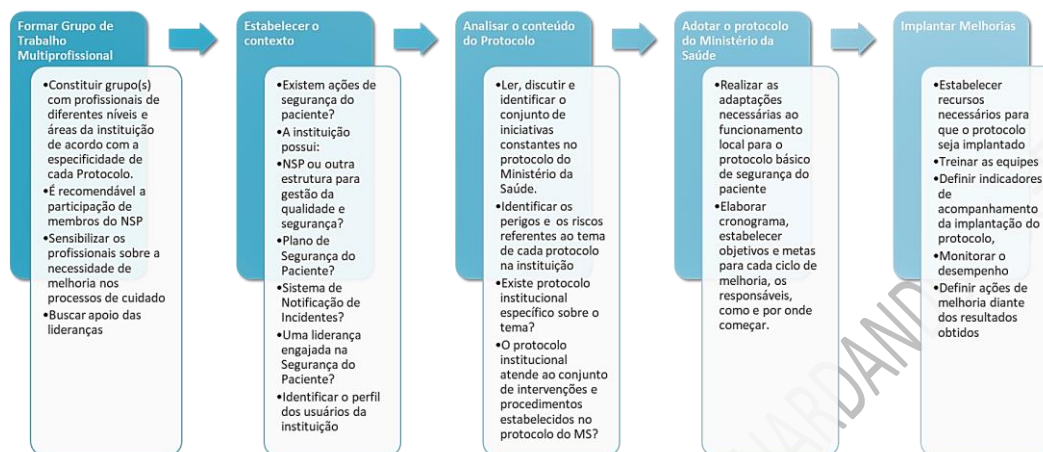 Formar Grupo de
Trabalho
Multiprofissional
•Constituir grupo(s)
com profissionais de
diferentes níveis e
áreas da instituição
de acordo com a
especificidade de
cada Protocolo.
•É recomendável a
participação de
membros do NSP
•Sensibilizar os
profissionais sobre a
necessidade de
melhoria nos
processos de cuidado
•Buscar apoio das
lideranças
Estabelecer o
contexto
•Existem ações de
segurança do
paciente?
•A instituição
possui:
•NSP ou outra
estrutura para
gestão da
qualidade e
segurança?
•Plano de
Segurança do
Paciente?
•Sistema de
Notificação de
Incidentes?
•Uma liderança
engajada na
Segurança do
Paciente?
•Identificar o perfil
dos usuários da
instituição
Analisar o conteúdo
do Protocolo
•Ler, discutir e
identificar o
conjunto de
iniciativas
constantes no
protocolo do
Ministério da
Saúde.
•Identificar os
perigos e os riscos
referentes ao tema
de cada protocolo
na instituição
•Existe protocolo
institucional
específico sobre o
tema?
•O protocolo
institucional
atende ao conjunto
de intervenções e
procedimentos
estabelecidos no
protocolo do MS?
Adotar o protocolo
do Ministério da
Saúde
•Realizar as
adaptações
necessárias ao
funcionamento
local para o
protocolo básico
de segurança do
paciente
•Elaborar
cronograma,
estabelecer
objetivos e metas
para cada ciclo de
melhoria, os
responsáveis,
como e por onde
começar.
Implantar Melhorias
•Estabelecer
recursos
necessários para
que o protocolo
seja implantado
•Treinar as equipes
•Definir indicadores
de
acompanhamento
da implantação do
protocolo,
•Monitorar o
desempenho
•Definir ações de
melhoria diante
dos resultados
obtidos